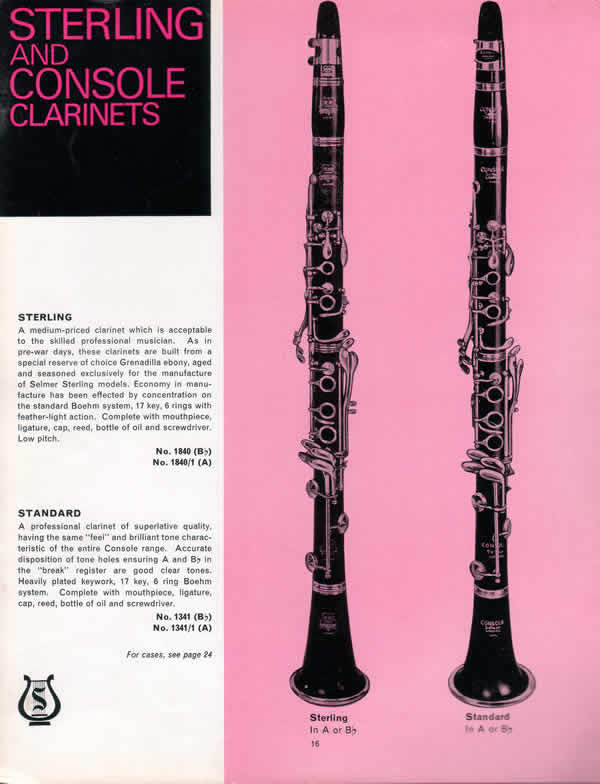 STERLING
AND
CONSOLE
CLARINETS
STERLING
A medium-priced clarinet which is acceptable
to the skilled professional musician. As in
pre-war days, these clarinets are built from a
special reserve of choice Grenadilla ebony, aged
and seasoned exclusively for the manufacture
of Selmer Sterling models. Economy in manu-
facture has been effected by concentration on
the standard Boehm system, 17 key, 6 rings with
feather-light action. Complete with mouthpiece,
ligature, cap, reed, bottle of oil and screwdriver.
Low pitch.
No. 1840 (B♭)
No. 1840/1 (A)
STANDARD
A professional clarinet of superlative quality,
having the same "feel" and brilliant tone charac-
teristic of the entire Console range. Accurate
disposition of tone holes ensuring A and B♭ in
the "break" register are good clear tones.
Heavily plated keywork, 17 key, 6 ring Boehm
system. Complete with mouthpiece, ligature,
cap, reed, bottle of oil and screwdriver.
No. 1341 (B♭)
No. 1341/1 (A)
For cases, see page 24
S
CONSOLE
CONSOLE
CONSOLE
Sterling
In A or B♭
Standard
In A or B♭
16